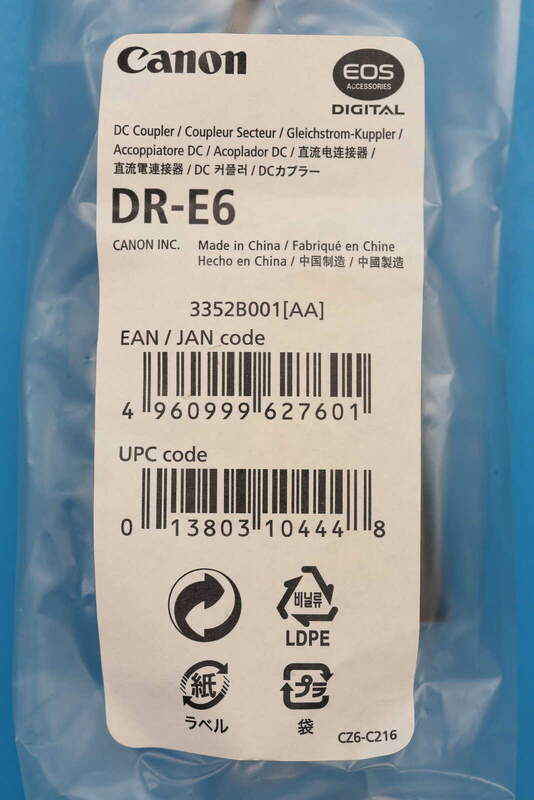 Canon
EOS
ACCESSORIES
DIGITAL
DC Coupler / Coupleur Secteur / Gleichstrom-Kuppler /
Accoppiatore DC / Acoplador DC / 直流电连接器 /
直流電連接器 / DC 커플러 / DCカプラー
DR-E6
CANON INC. Made in China / Fabriqué en Chine
Hecho en China / 中国制造 / 中國製造
3352B001[AA]
EAN / JAN code
4 960999 627601
UPC code
0 13803 10444 8
비닐류
LDPE
紙
プラ
ラベル
袋
CZ6-C216